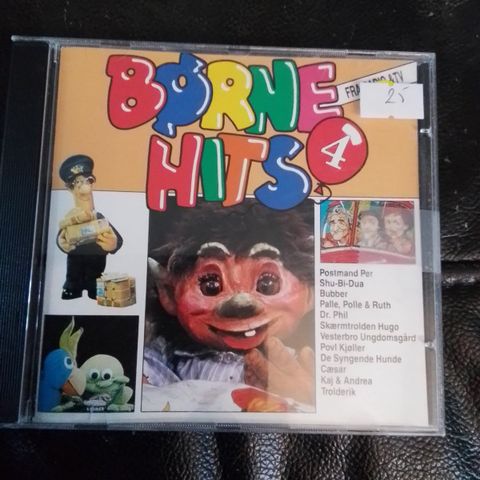 BØRNE
HITS
4
FRA
& TV
25
Postmand Per
Shu-Bi-Dua
Bubber
Palle, Polle & Ruth
Dr. Phil
Skærmtrolden Hugo
Vesterbro Ungdomsgård
Povl Kjøller
De Syngende Hunde
Cæsar
Kaj & Andrea
Trolderik